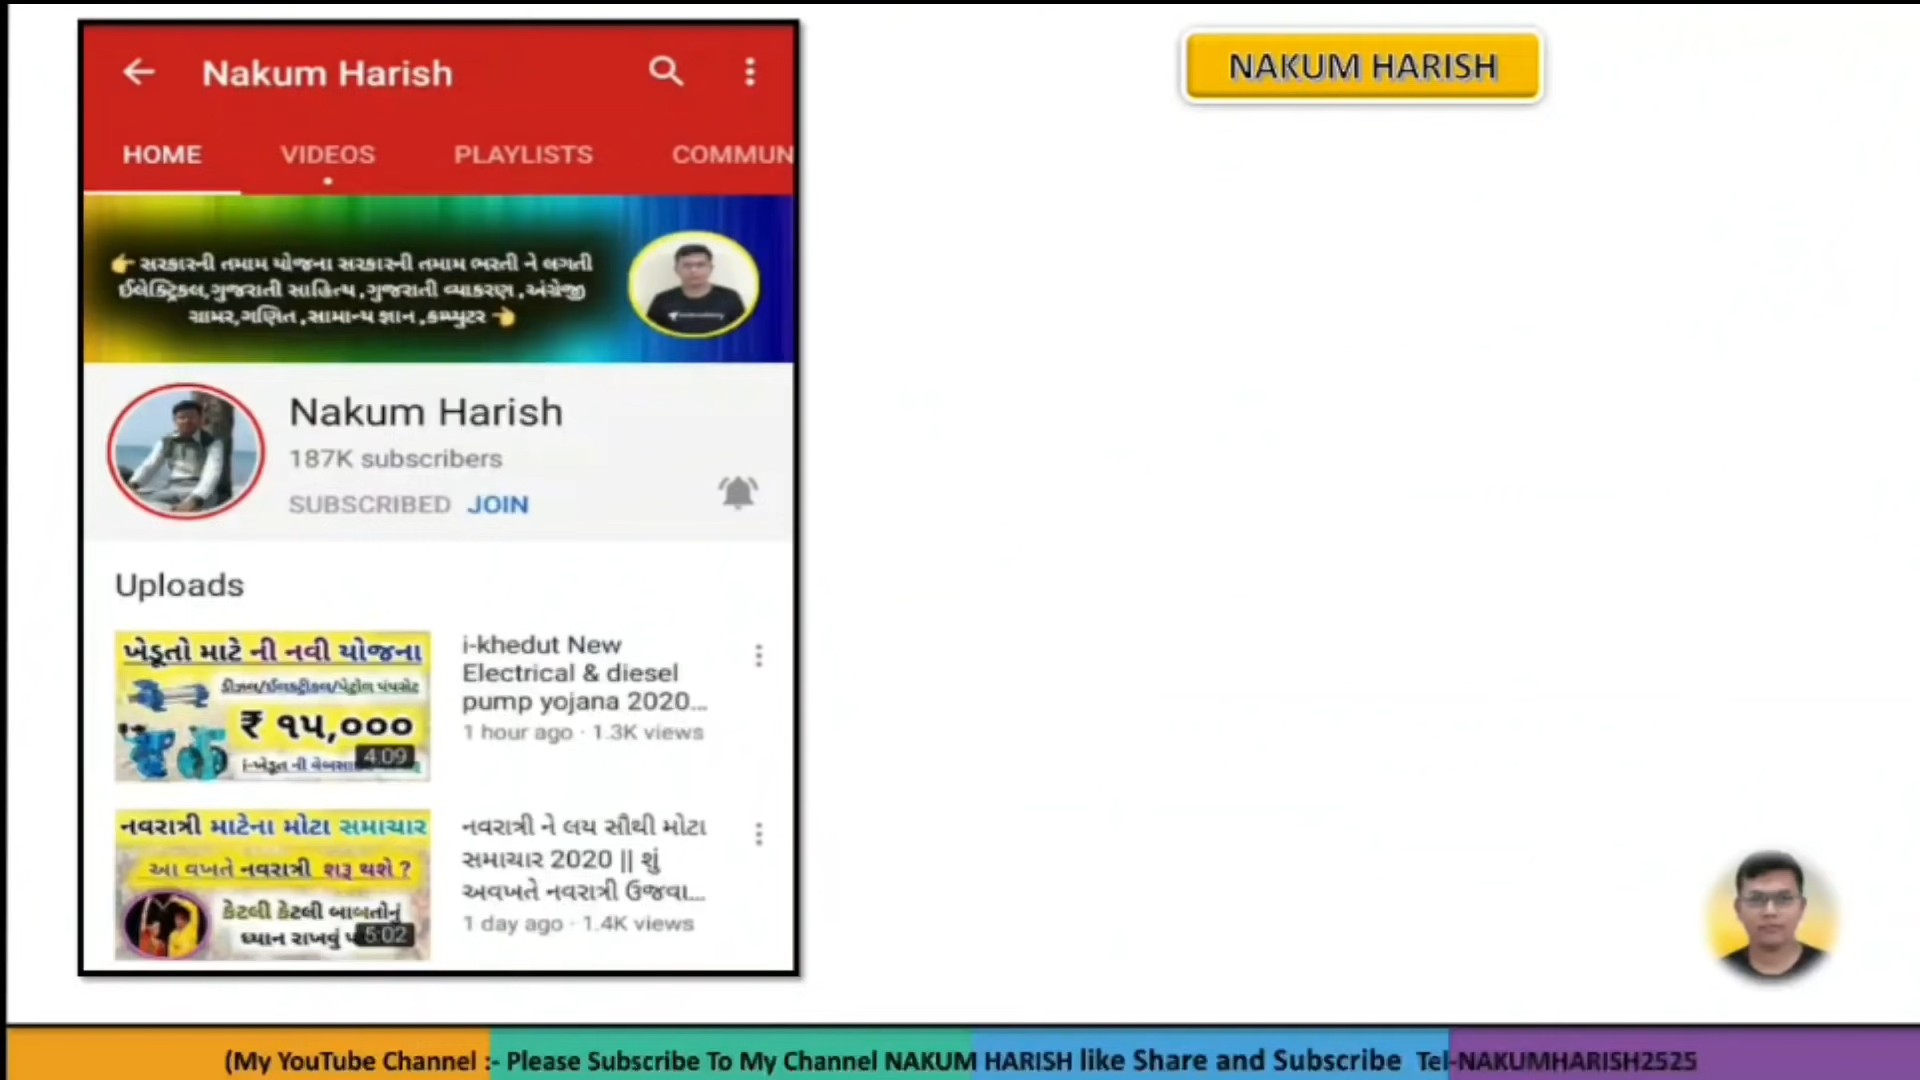 Nakum Harish
HOME VIDEOS PLAYLISTS COMMUN
👉 સરકારની તમામ યોજના સરકારની તમામ ભરતી ને લગતી
ઈલેક્ટ્રિકલ,ગુજરાતી સાહિત્ય,ગુજરાતી વ્યાકરણ,અંગ્રેજી
ગ્રામર,ગણિત,સામાન્ય જ્ઞાન,કમ્પ્યુટર 👈
Nakum Harish
187K subscribers
SUBSCRIBED JOIN
Uploads
ખેડૂતો માટે ની નવી યોજના
ડીઝલ/ઈલેક્ટ્રીકલ/પેટ્રોલ પંપસેટ
₹ ૧૫,૦૦૦
i-ખેડૂત ની
4:09
i-khedut New
Electrical & diesel
pump yojana 2020...
1 hour ago · 1.3K views
નવરાત્રી માટેના મોટા સમાચાર
આ વખતે નવરાત્રી શરૂ થશે ?
કેટલી કેટલી બાબતોનું
ધ્યાન રાખવું
5:02
નવરાત્રી ને લય સૌથી મોટા
સમાચાર 2020 || શું
અવખતે નવરાત્રી ઉજવા...
1 day ago · 1.4K views
NAKUM HARISH
(My YouTube Channel :- Please Subscribe To My Channel NAKUM HARISH like Share and Subscribe Tel-NAKUMHARISH2525